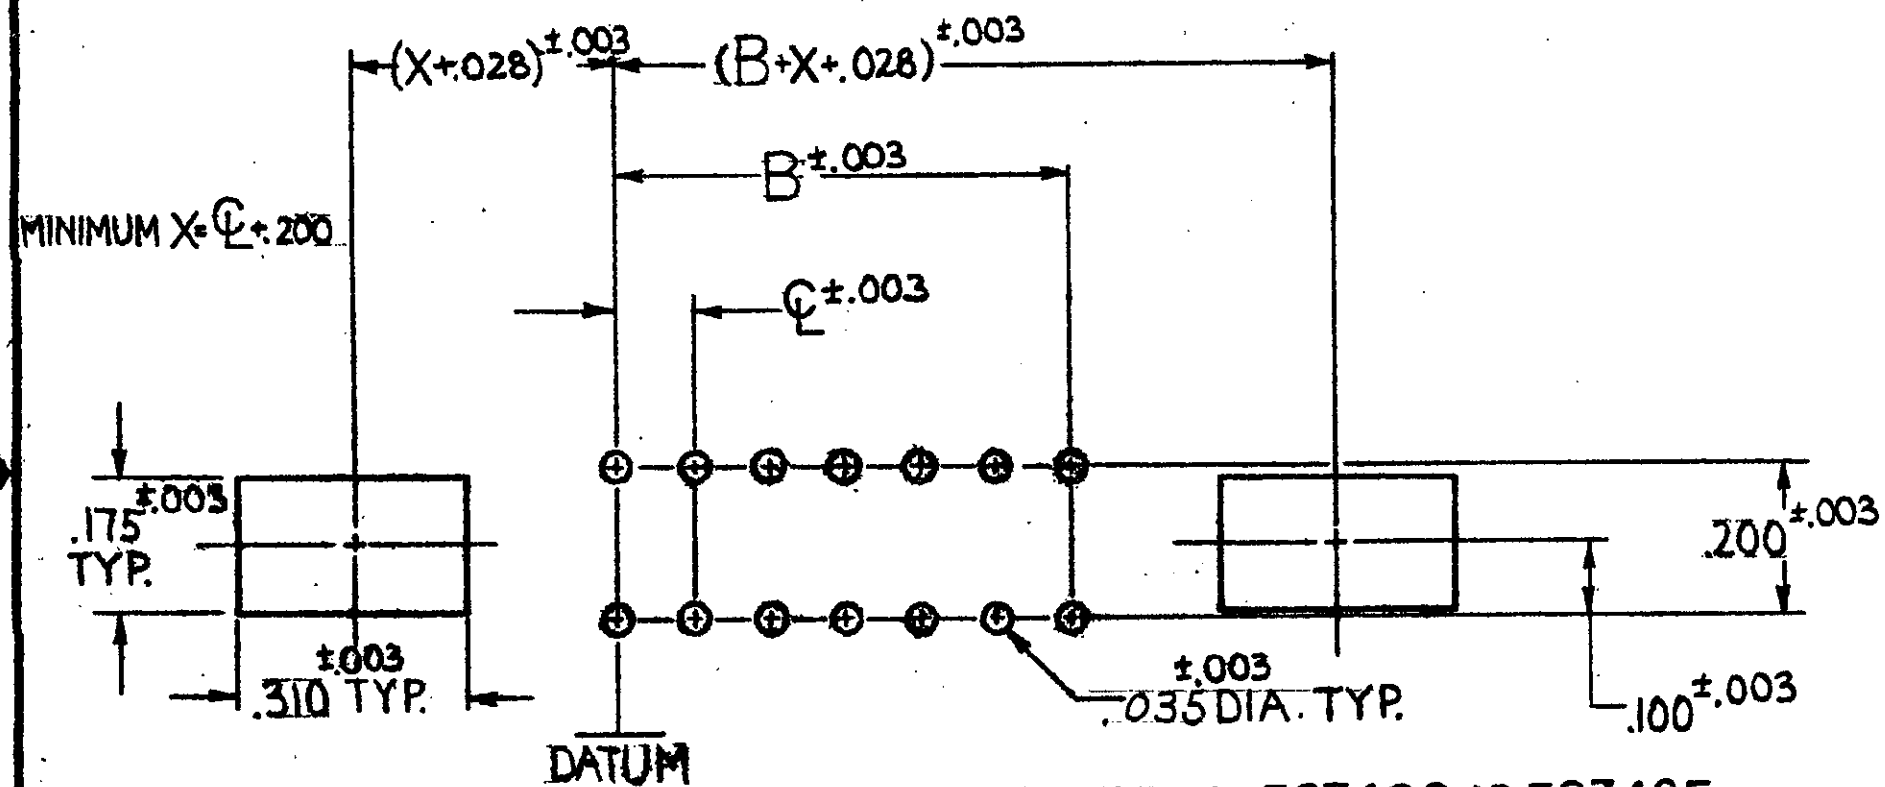 (X+.028)±.003
(B+X+.028)±.003
B±.003
MINIMUM X=℄+.200
℄±.003
.175±.003
TYP.
.200±.003
±.003
.310 TYP.
±.003
.035 DIA. TYP.
.100±.003
DATUM